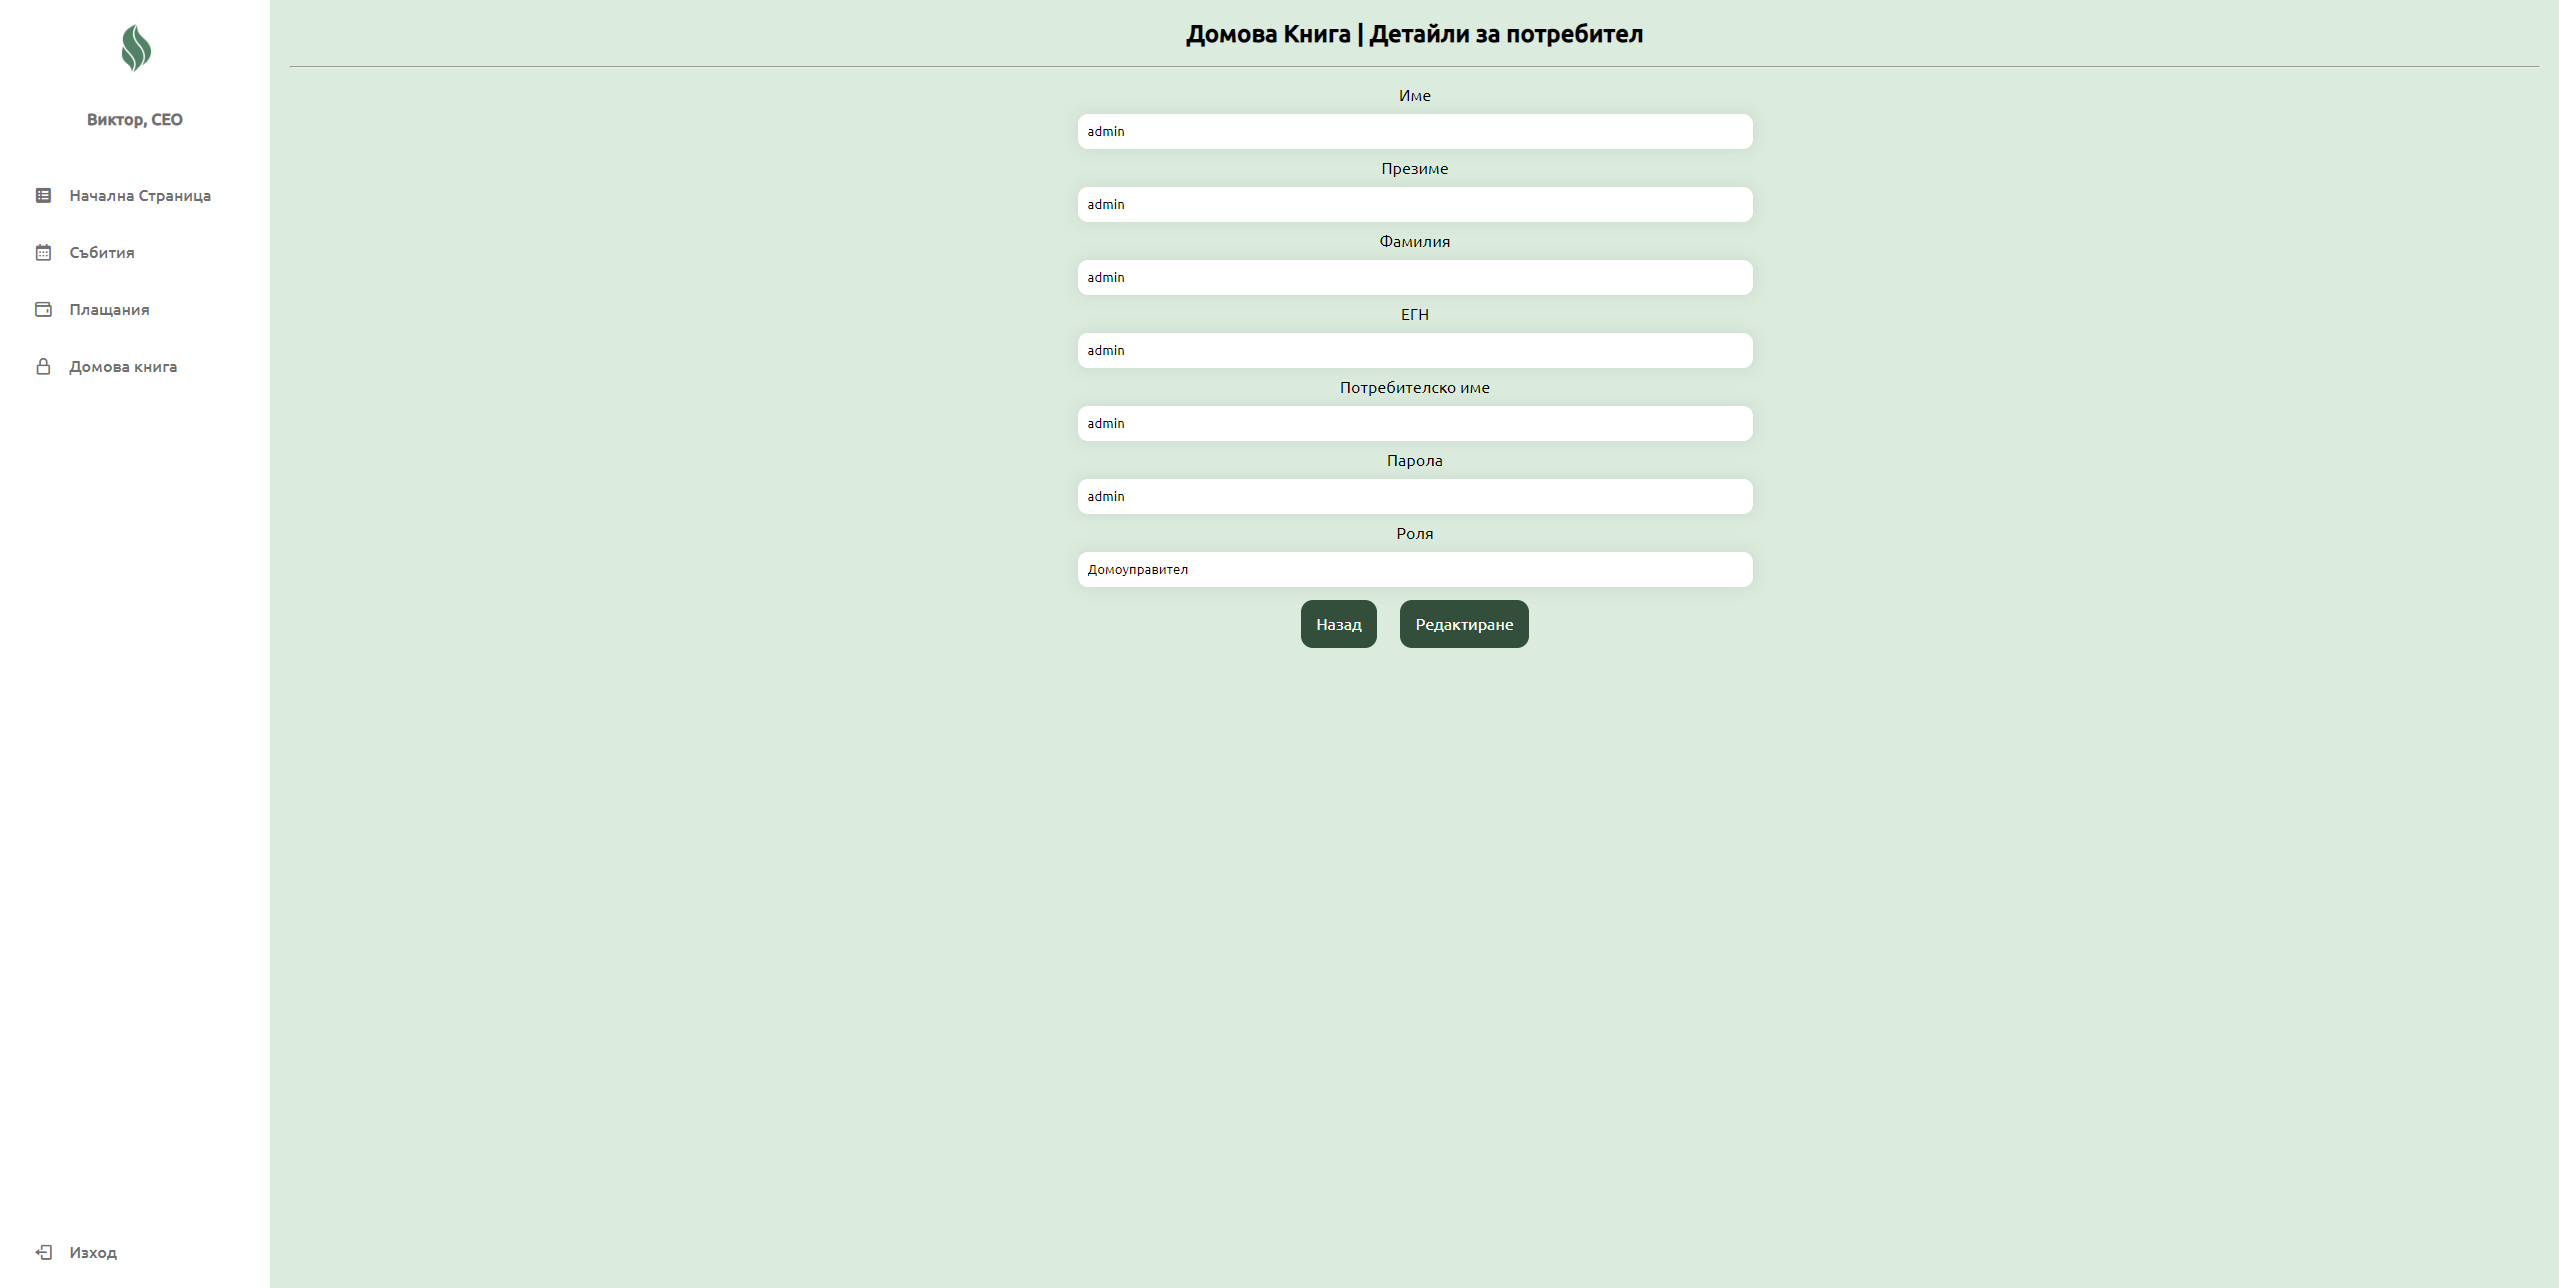 Виктор, CEO
Начална Страница
Събития
Плащания
Домова книга
Изход
Домова Книга | Детайли за потребител
Име
admin
Презиме
admin
Фамилия
admin
ЕГН
admin
Потребителско име
admin
Парола
admin
Роля
Домоуправител
Назад
Редактиране